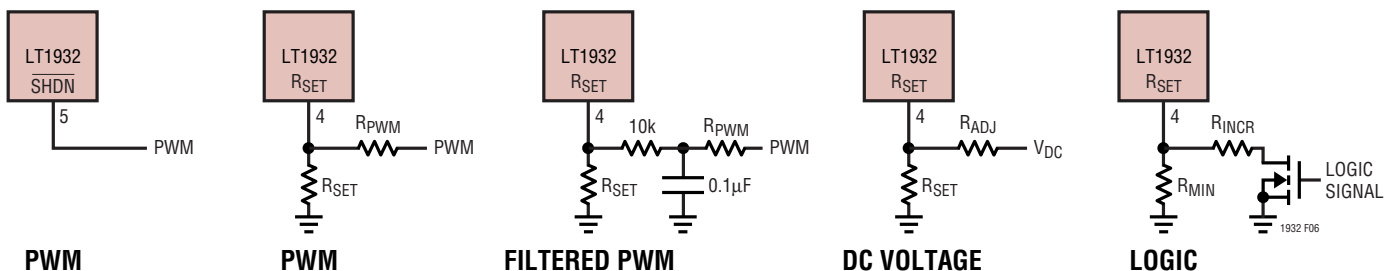 LT1932
SHDN
5
PWM
PWM
LT1932
RSET
4
RPWM
PWM
RSET
PWM
LT1932
RSET
4
10k
RPWM
PWM
RSET
0.1µF
FILTERED PWM
LT1932
RSET
4
RADJ
VDC
RSET
DC VOLTAGE
LT1932
RSET
4
RINCR
RMIN
LOGIC
SIGNAL
1932 F06
LOGIC